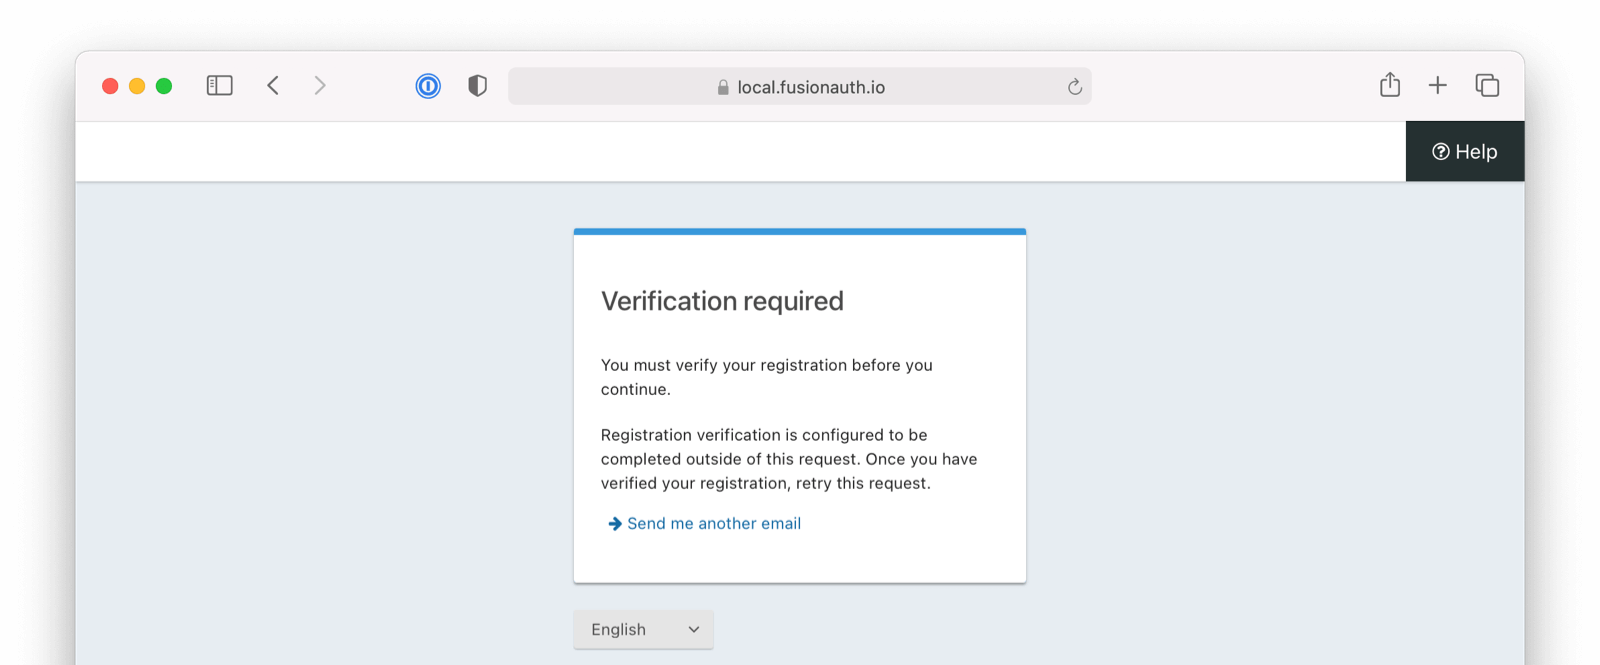 local.fusionauth.io
Help
Verification required
You must verify your registration before you
continue.
Registration verification is configured to be
completed outside of this request. Once you have
verified your registration, retry this request.
Send me another email
English